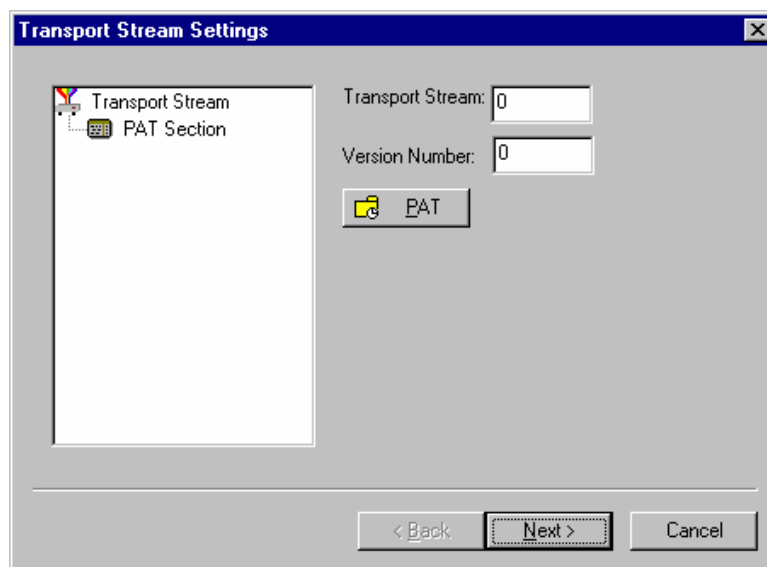 Transport Stream Settings
Transport Stream
PAT Section
Transport Stream: 0
Version Number: 0
PAT
< Back
Next >
Cancel